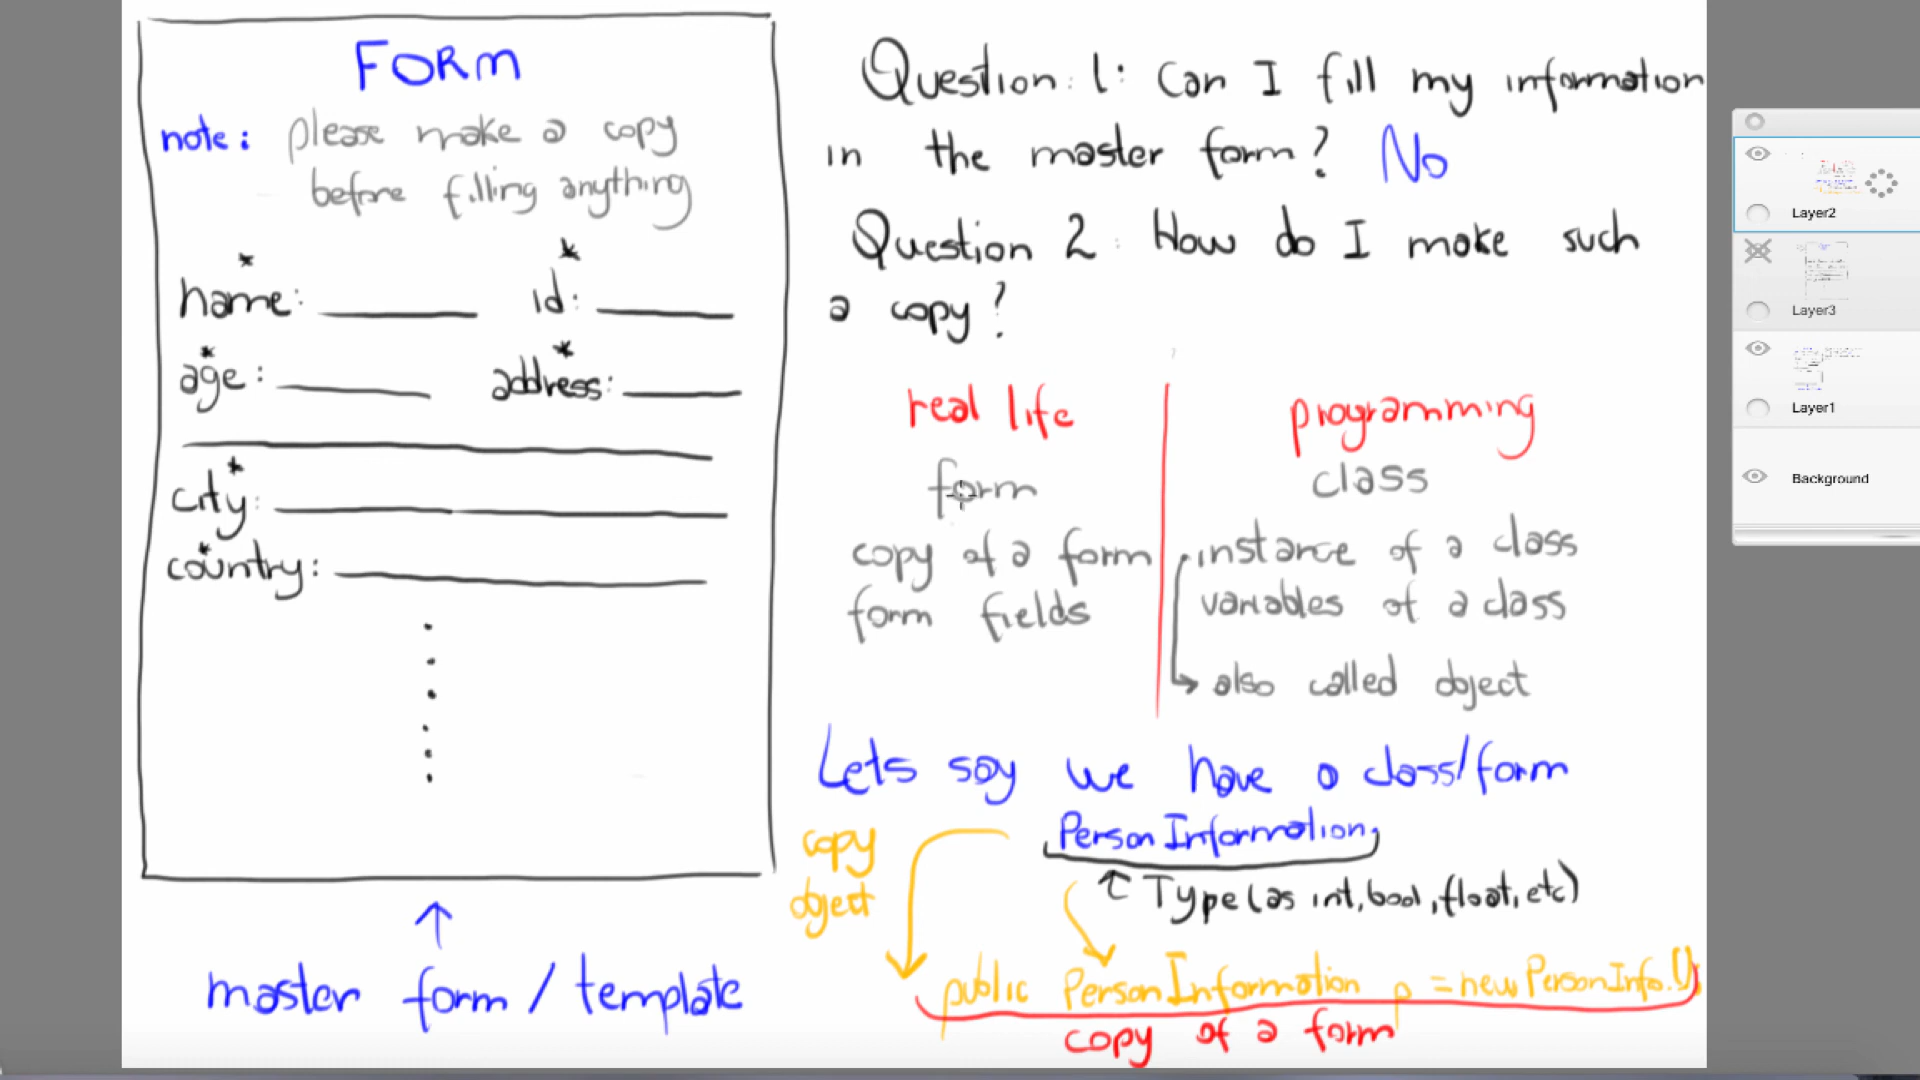 FORM
note: please make a copy
before filling anything
* *
name: id:
* *
age: address:
*
city:
*
country:
↑
master form / template
Question 1: Can I fill my information
in the master form? No
Question 2: How do I make such
a copy?
real life programming
form class
copy of a form instance of a class
form fields variables of a class
also called object
Lets say we have a class/form
PersonInformation
copy
object
Type (as int, bool, float, etc)
public PersonInformation p = new PersonInfo.()
copy of a form
Layer2
Layer3
Layer1
Background